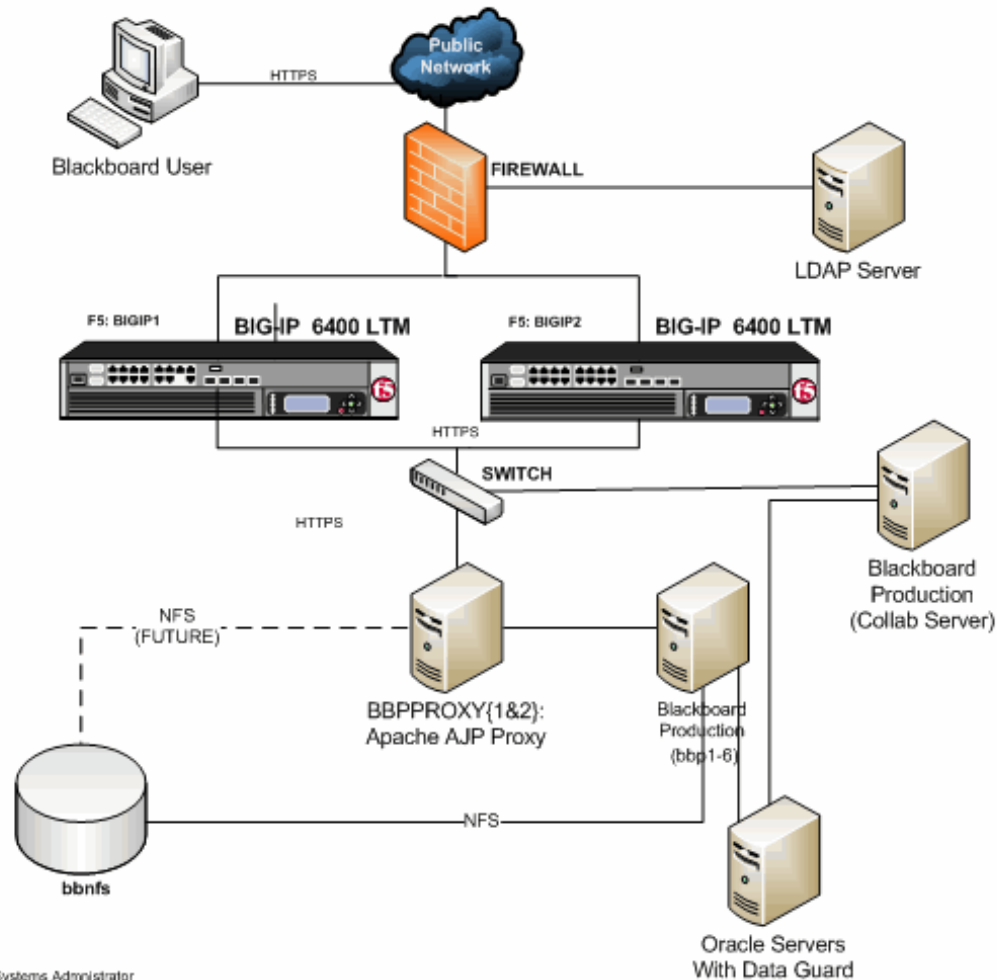 Public
Network
HTTPS
Blackboard User
FIREWALL
LDAP Server
F5: BIGIP1
BIG-IP 6400 LTM
F5: BIGIP2
BIG-IP 6400 LTM
f5
f5
HTTPS
SWITCH
HTTPS
Blackboard
Production
(Collab Server)
NFS
(FUTURE)
BBPPROXY{1&2}:
Apache AJP Proxy
Blackboard
Production
(bbp1-6)
NFS
bbnfs
Oracle Servers
With Data Guard
Systems Admnistrator